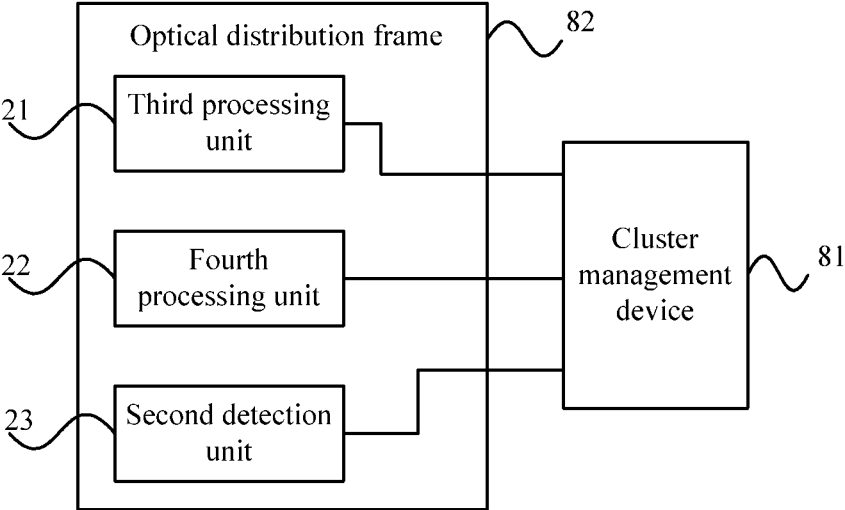 Optical distribution frame
82
21
Third processing
unit
22
Fourth
processing unit
Cluster
management
device
81
23
Second detection
unit